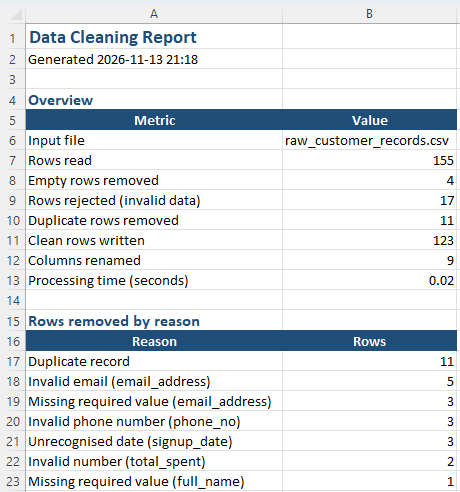 A B
1 Data Cleaning Report
2 Generated 2026-11-13 21:18
3
4 Overview
5 Metric Value
6 Input file raw_customer_records.csv
7 Rows read 155
8 Empty rows removed 4
9 Rows rejected (invalid data) 17
10 Duplicate rows removed 11
11 Clean rows written 123
12 Columns renamed 9
13 Processing time (seconds) 0.02
14
15 Rows removed by reason
16 Reason Rows
17 Duplicate record 11
18 Invalid email (email_address) 5
19 Missing required value (email_address) 3
20 Invalid phone number (phone_no) 3
21 Unrecognised date (signup_date) 3
22 Invalid number (total_spent) 2
23 Missing required value (full_name) 1